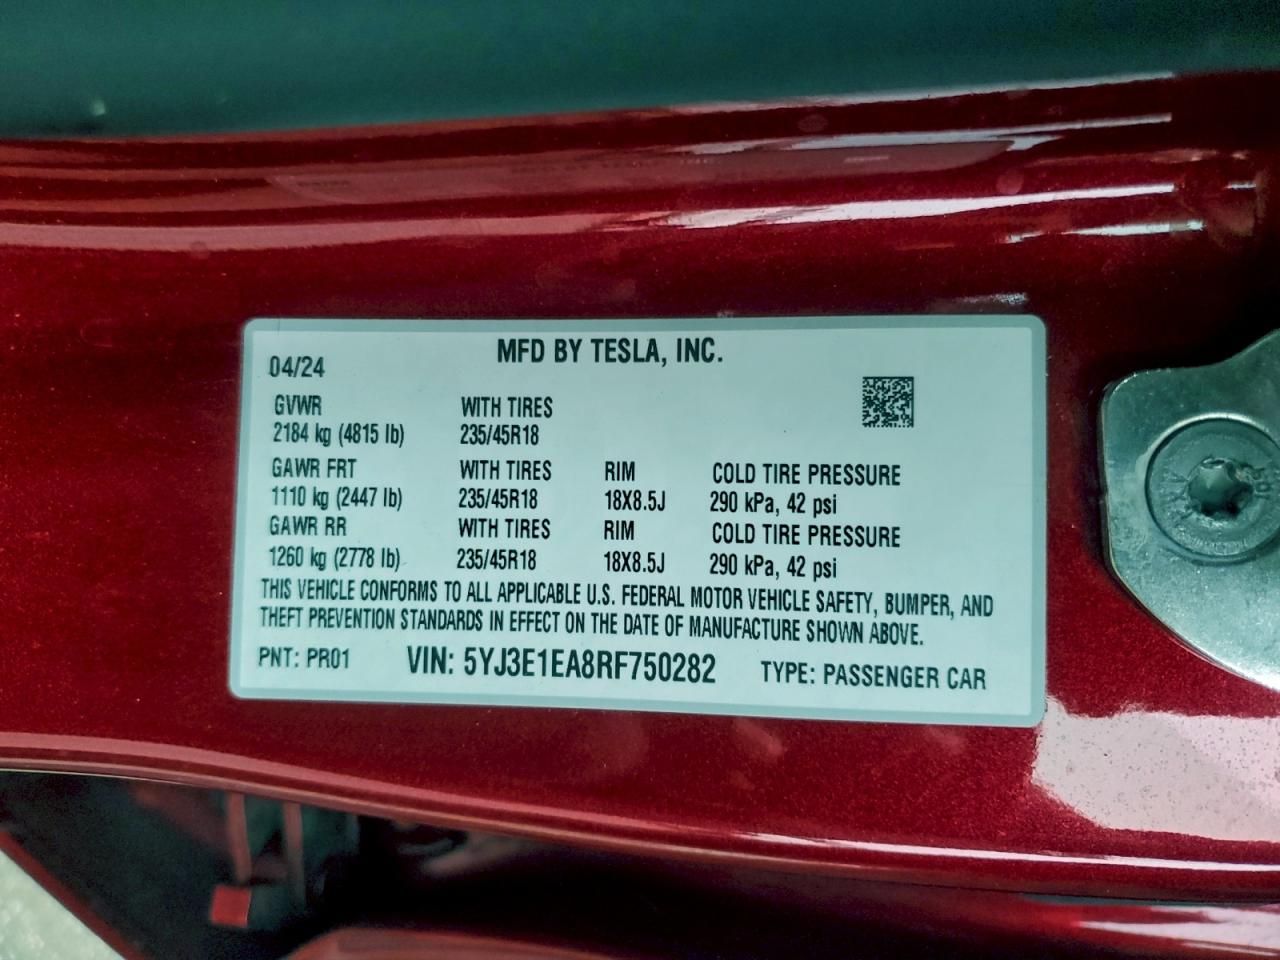 MFD BY TESLA, INC.
04/24
GVWR WITH TIRES
2184 kg (4815 lb) 235/45R18
GAWR FRT WITH TIRES RIM COLD TIRE PRESSURE
1110 kg (2447 lb) 235/45R18 18X8.5J 290 kPa, 42 psi
GAWR RR WITH TIRES RIM COLD TIRE PRESSURE
1260 kg (2778 lb) 235/45R18 18X8.5J 290 kPa, 42 psi
THIS VEHICLE CONFORMS TO ALL APPLICABLE U.S. FEDERAL MOTOR VEHICLE SAFETY, BUMPER, AND
THEFT PREVENTION STANDARDS IN EFFECT ON THE DATE OF MANUFACTURE SHOWN ABOVE.
PNT: PR01 VIN: 5YJ3E1EA8RF750282 TYPE: PASSENGER CAR